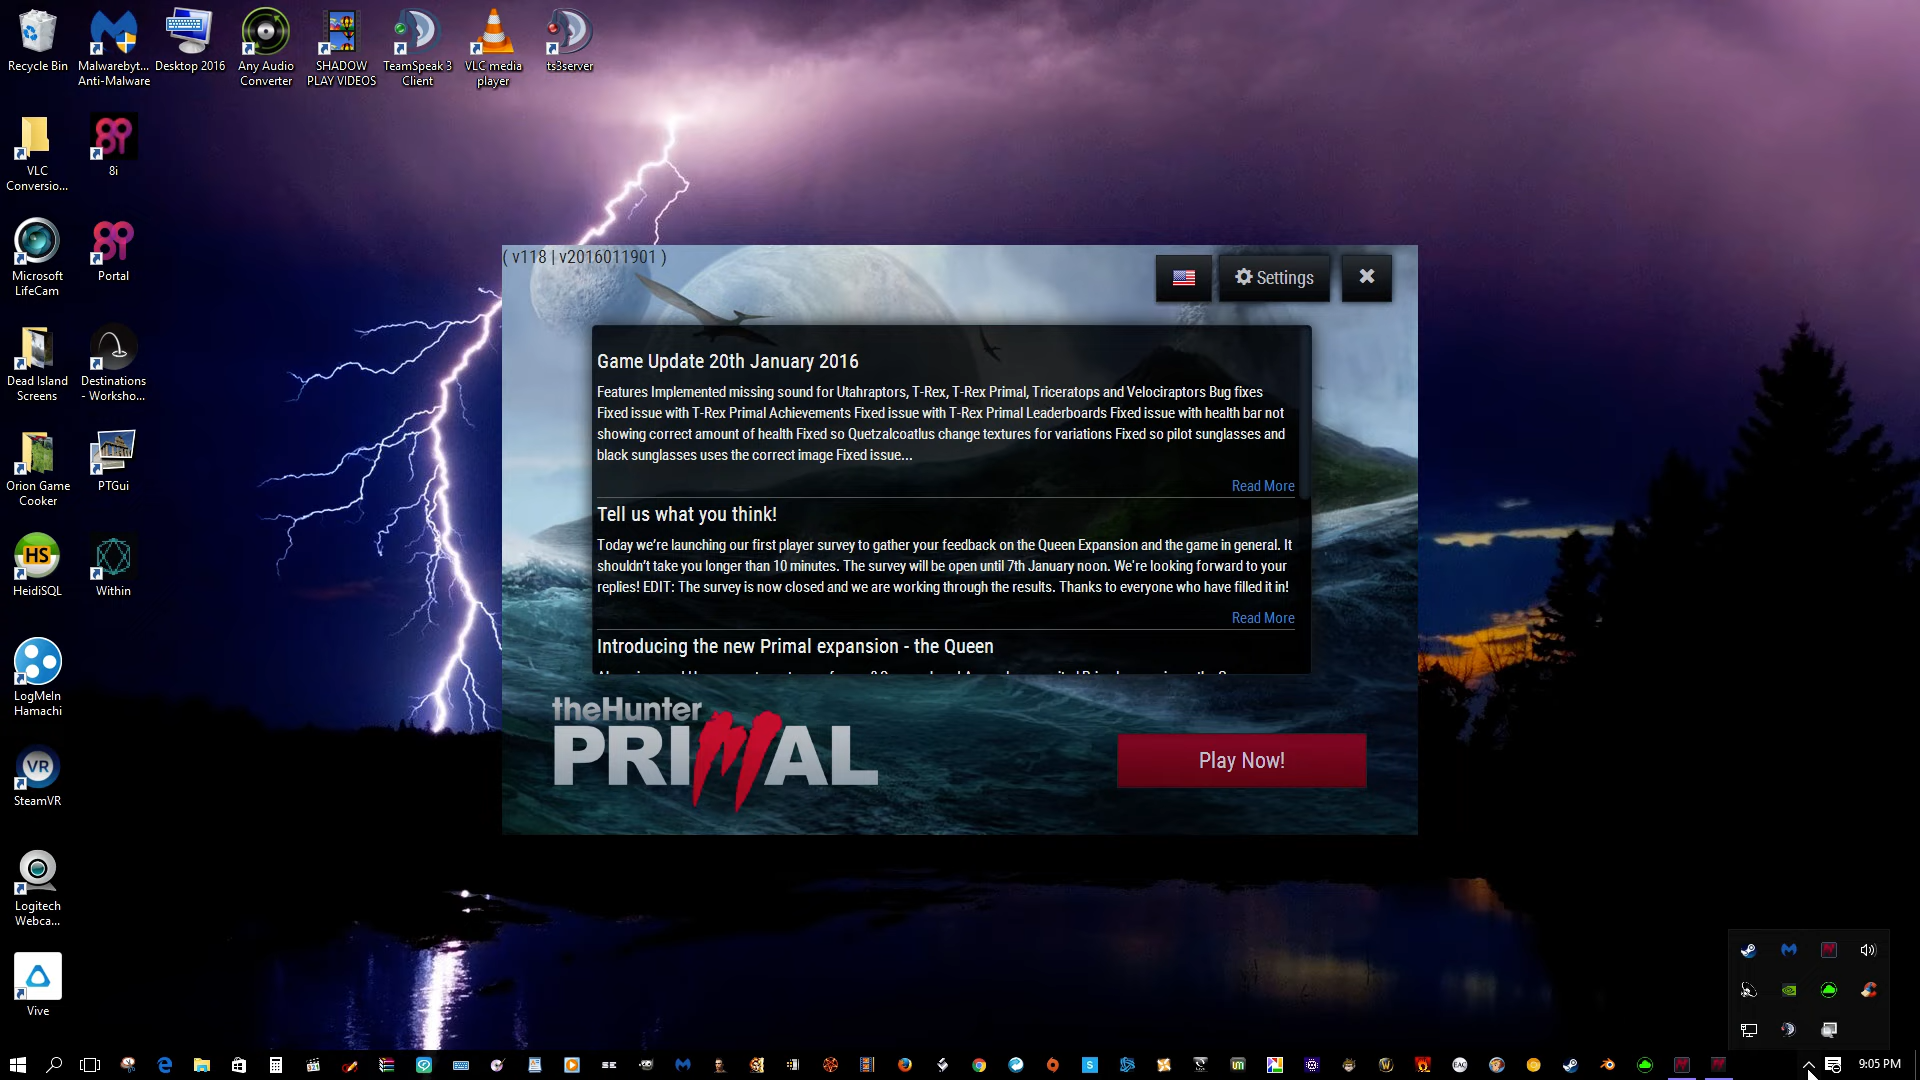 Recycle Bin
Malwarebyt...
Anti-Malware
Desktop 2016
Any Audio
Converter
SHADOW
PLAY VIDEOS
TeamSpeak 3
Client
VLC media
player
ts3server
VLC
Conversio...
8i
Microsoft
LifeCam
Portal
Dead Island
Screens
Destinations
- Worksho...
Orion Game
Cooker
PTGui
HS
HeidiSQL
Within
LogMeIn
Hamachi
VR
SteamVR
Logitech
Webca...
Vive
( v118 | v2016011901 )
Settings
Game Update 20th January 2016
Features Implemented missing sound for Utahraptors, T-Rex, T-Rex Primal, Triceratops and Velociraptors Bug fixes
Fixed issue with T-Rex Primal Achievements Fixed issue with T-Rex Primal Leaderboards Fixed issue with health bar not
showing correct amount of health Fixed so Quetzalcoatlus change textures for variations Fixed so pilot sunglasses and
black sunglasses uses the correct image Fixed issue...
Read More
Tell us what you think!
Today we're launching our first player survey to gather your feedback on the Queen Expansion and the game in general. It
shouldn't take you longer than 10 minutes. The survey will be open until 7th January noon. We're looking forward to your
replies! EDIT: The survey is now closed and we are working through the results. Thanks to everyone who have filled it in!
Read More
Introducing the new Primal expansion - the Queen
theHunter
PRIMAL
Play Now!
9:05 PM